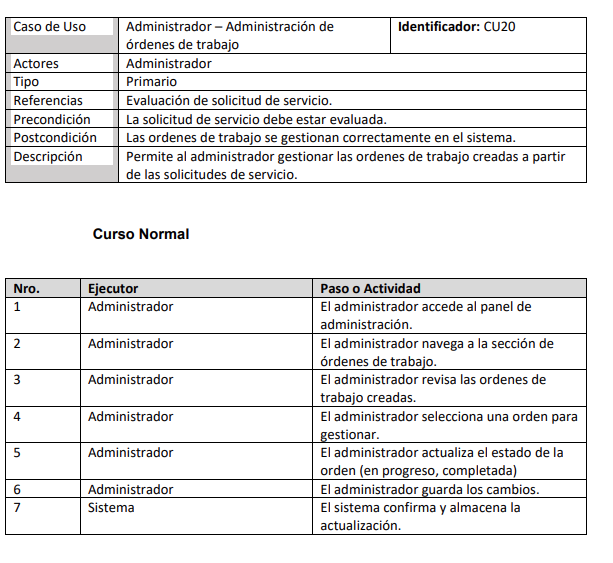 Caso de Uso Administrador – Administración de Identificador: CU20
órdenes de trabajo
Actores Administrador
Tipo Primario
Referencias Evaluación de solicitud de servicio.
Precondición La solicitud de servicio debe estar evaluada.
Postcondición Las ordenes de trabajo se gestionan correctamente en el sistema.
Descripción Permite al administrador gestionar las ordenes de trabajo creadas a partir
de las solicitudes de servicio.
Curso Normal
Nro. Ejecutor Paso o Actividad
1 Administrador El administrador accede al panel de
administración.
2 Administrador El administrador navega a la sección de
órdenes de trabajo.
3 Administrador El administrador revisa las ordenes de
trabajo creadas.
4 Administrador El administrador selecciona una orden para
gestionar.
5 Administrador El administrador actualiza el estado de la
orden (en progreso, completada)
6 Administrador El administrador guarda los cambios.
7 Sistema El sistema confirma y almacena la
actualización.